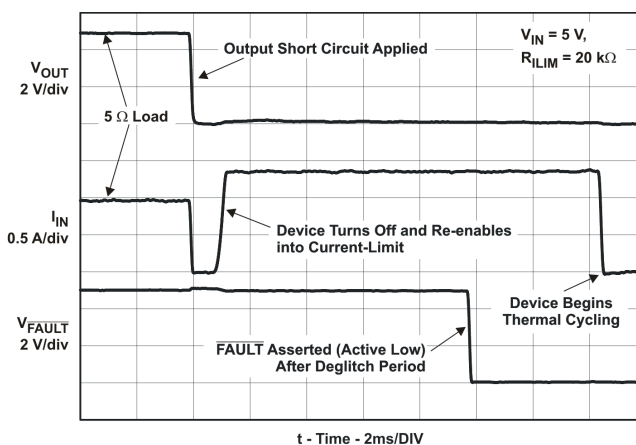 V_OUT
2 V/div
Output Short Circuit Applied
V_IN = 5 V,
R_ILIM = 20 kΩ
5 Ω Load
I_IN
0.5 A/div
Device Turns Off and Re-enables
into Current-Limit
Device Begins
Thermal Cycling
V_F̅A̅U̅L̅T̅
2 V/div
F̅A̅U̅L̅T̅ Asserted (Active Low)
After Deglitch Period
t - Time - 2ms/DIV